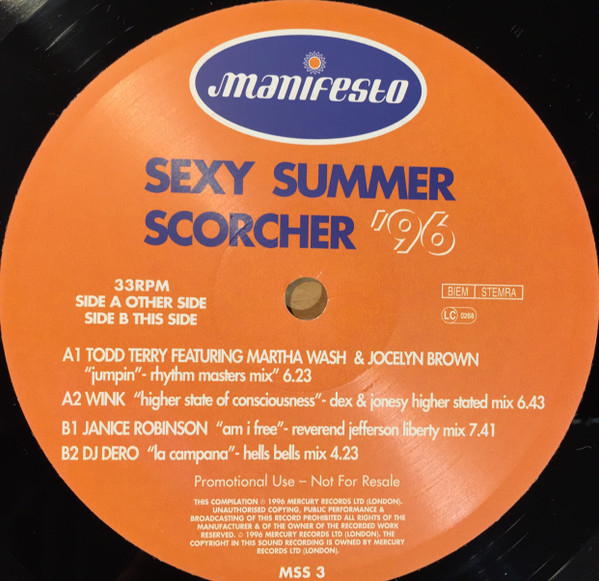 manifesto
SEXY SUMMER
SCORCHER '96
33RPM
SIDE A OTHER SIDE
SIDE B THIS SIDE
BIEM STEMRA
LC 0268
A1 TODD TERRY FEATURING MARTHA WASH & JOCELYN BROWN
"jumpin"- rhythm masters mix" 6.23
A2 WINK "higher state of consciousness"- dex & jonesy higher stated mix 6.43
B1 JANICE ROBINSON "am i free"- reverend jefferson liberty mix 7.41
B2 DJ DERO "la campana"- hells bells mix 4.23
Promotional Use – Not For Resale
THIS COMPILATION ℗ 1996 MERCURY RECORDS LTD (LONDON).
UNAUTHORISED COPYING, PUBLIC PERFORMANCE &
BROADCASTING OF THIS RECORD PROHIBITED ALL RIGHTS OF THE
MANUFACTURER & OF THE OWNER OF THE RECORDED WORK
RESERVED. © 1996 MERCURY RECORDS LTD (LONDON). THE
COPYRIGHT IN THIS SOUND RECORDING IS OWNED BY MERCURY
RECORDS LTD (LONDON).
MSS 3